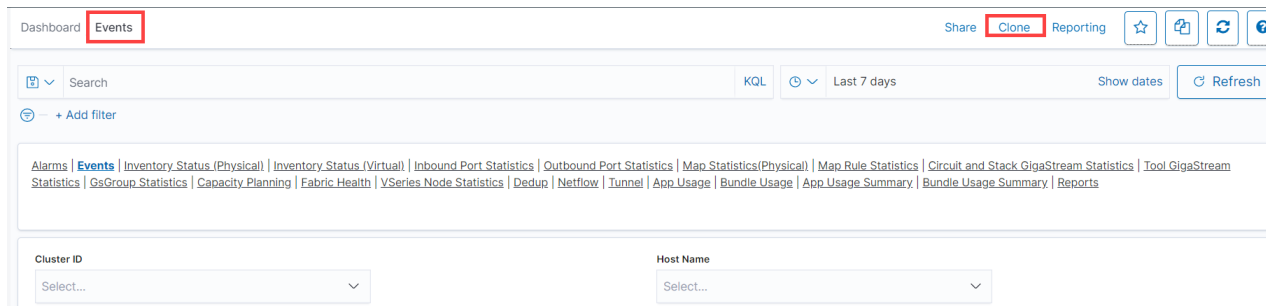 Dashboard Events Share Clone Reporting
Search KQL Last 7 days Show dates Refresh
+ Add filter
Alarms | Events | Inventory Status (Physical) | Inventory Status (Virtual) | Inbound Port Statistics | Outbound Port Statistics | Map Statistics(Physical) | Map Rule Statistics | Circuit and Stack GigaStream Statistics | Tool GigaStream
Statistics | GsGroup Statistics | Capacity Planning | Fabric Health | VSeries Node Statistics | Dedup | Netflow | Tunnel | App Usage | Bundle Usage | App Usage Summary | Bundle Usage Summary | Reports
Cluster ID Host Name
Select... Select...